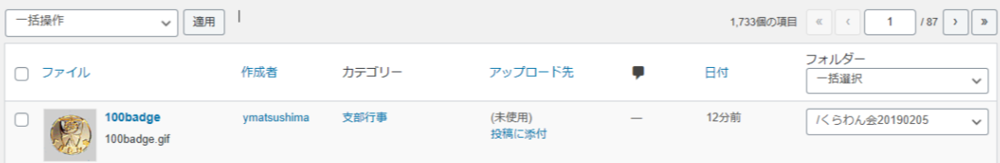 一括操作 適用 1,733個の項目 « ‹ 1 / 87 › »
フォルダー
ファイル 作成者 カテゴリー アップロード先 日付 一括選択
100badge ymatsushima 支部行事 (未使用) — 12分前 /くらわん会20190205
100badge.gif 投稿に添付